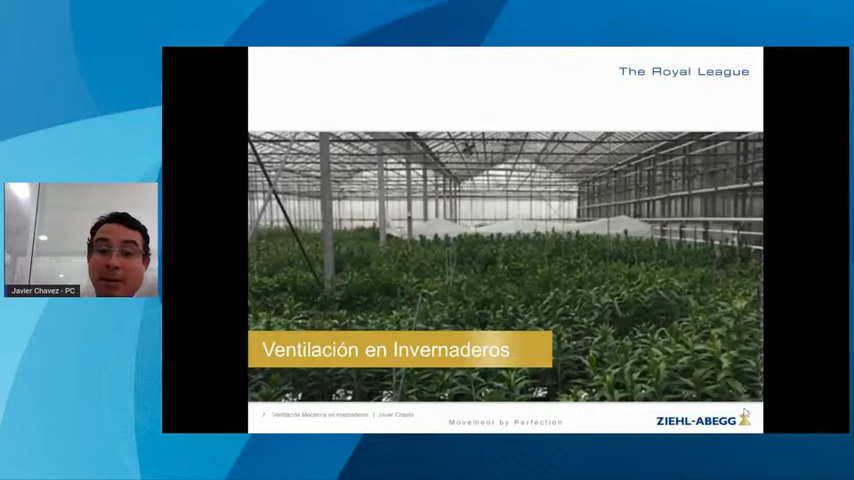 The Royal League
Javier Chavez - PC
Ventilación en Invernaderos
7 Ventilación Mecánica en Invernaderos | Javier Chavez
Movement by Perfection
ZIEHL-ABEGG